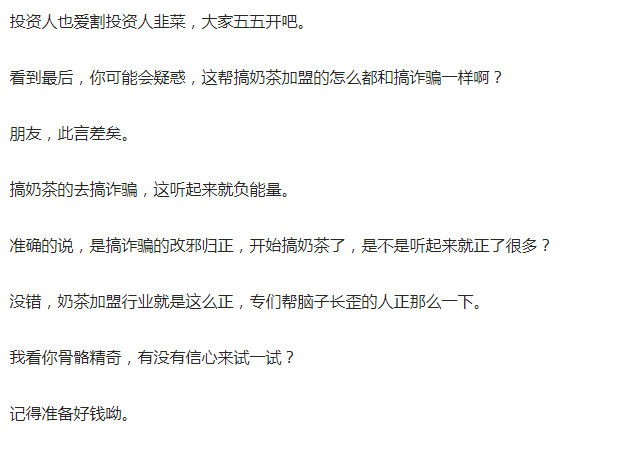 投资人也爱割投资人韭菜，大家五五开吧。
看到最后，你可能会疑惑，这帮搞奶茶加盟的怎么都和搞诈骗一样啊？
朋友，此言差矣。
搞奶茶的去搞诈骗，这听起来就负能量。
准确的说，是搞诈骗的改邪归正，开始搞奶茶了，是不是听起来就正了很多？
没错，奶茶加盟行业就是这么正，专们帮脑子长歪的人正那么一下。
我看你骨骼精奇，有没有信心来试一试？
记得准备好钱呦。